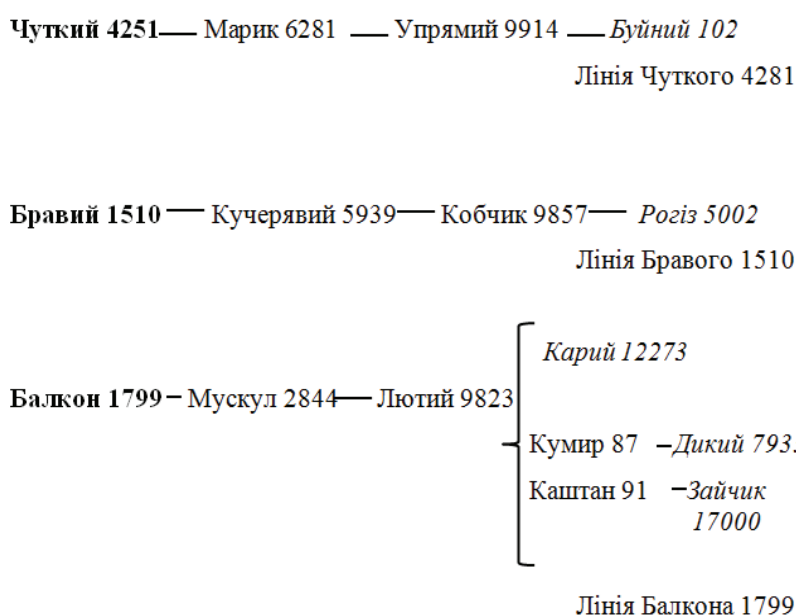 Чуткий 4251 — Марик 6281 — Упрямий 9914 — Буйний 102
Лінія Чуткого 4281
Бравий 1510 — Кучерявий 5939 — Кобчик 9857 — Рогіз 5002
Лінія Бравого 1510
Карий 12273
Балкон 1799 – Мускул 2844 — Лютий 9823
Кумир 87 – Дикий 793.
Каштан 91 – Зайчик
17000
Лінія Балкона 1799